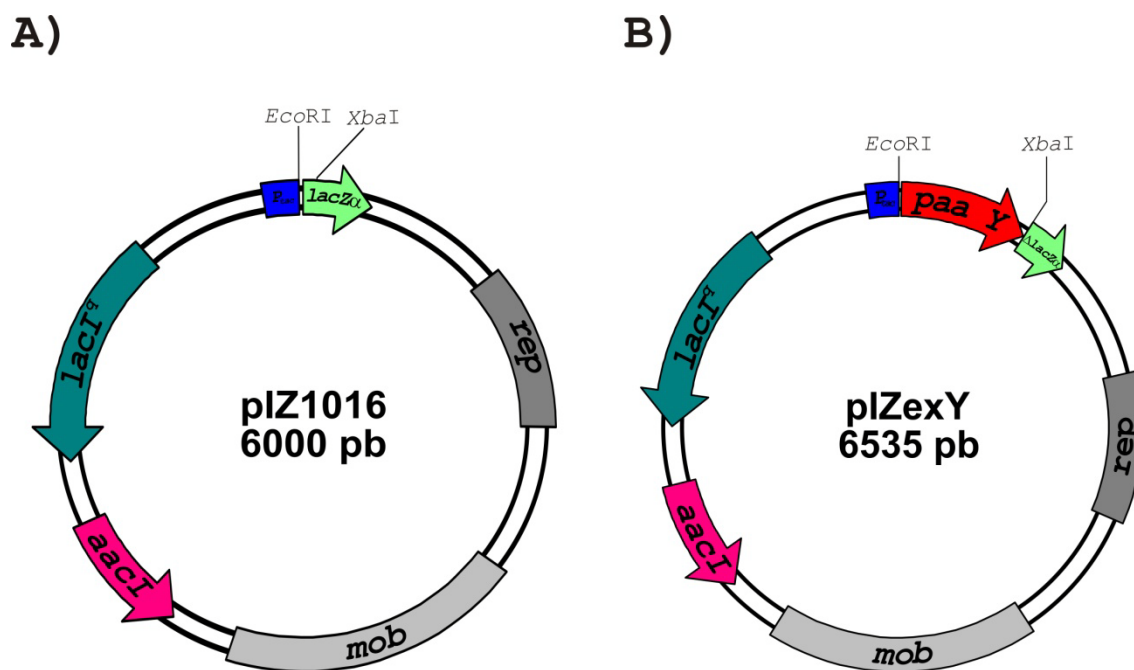 A)
EcoRI
XbaI
lacZα
lacIq
rep
pIZ1016
6000 pb
aacI
mob
B)
EcoRI
XbaI
paa Y
ΔlacZα
lacIq
rep
pIZexY
6535 pb
aacI
mob